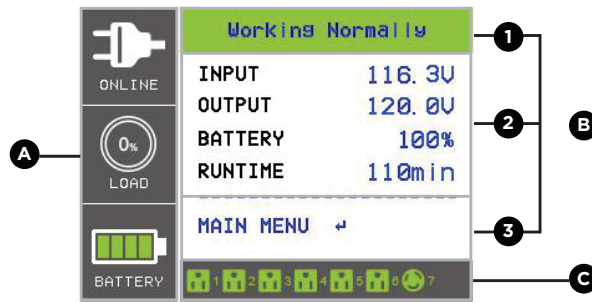 Working Normally
ONLINE
INPUT 116.3V
OUTPUT 120.0V
BATTERY 100%
RUNTIME 110min
0%
LOAD
MAIN MENU ↵
BATTERY
1 2 3 4 5 6 7
A
1
2
3
B
C